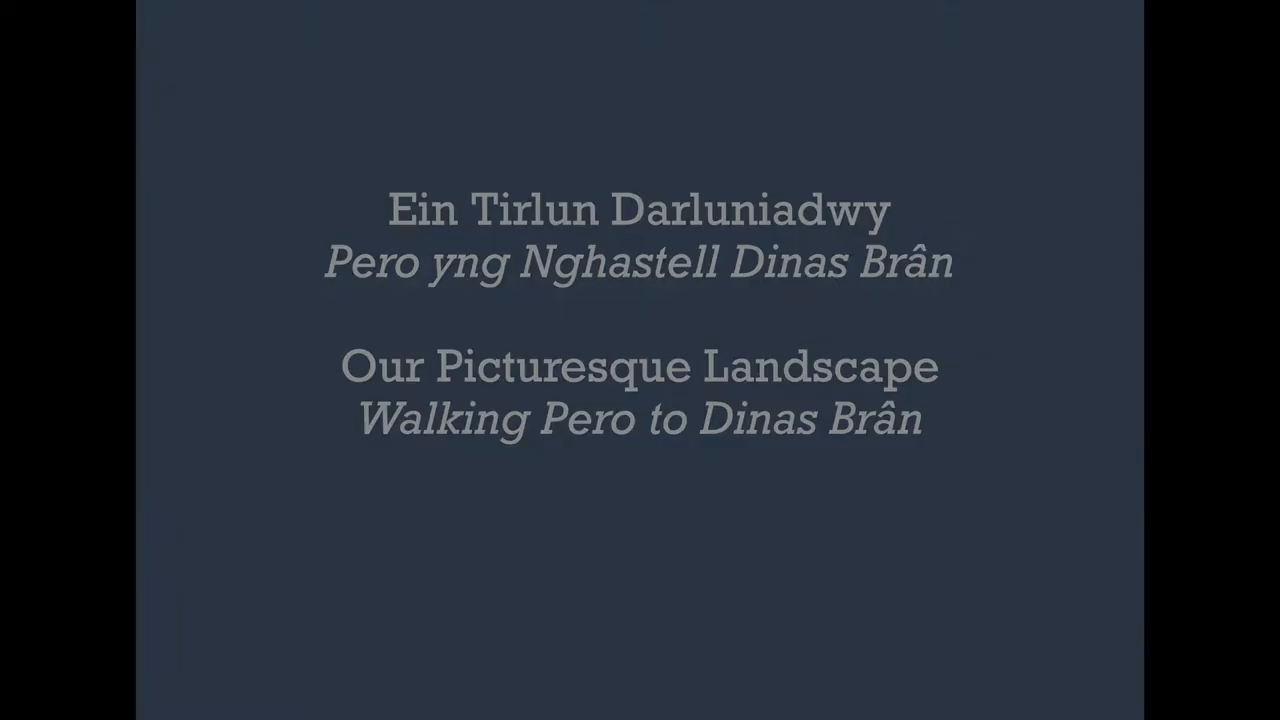 Ein Tirlun Darluniadwy
Pero yng Nghastell Dinas Brân
Our Picturesque Landscape
Walking Pero to Dinas Brân